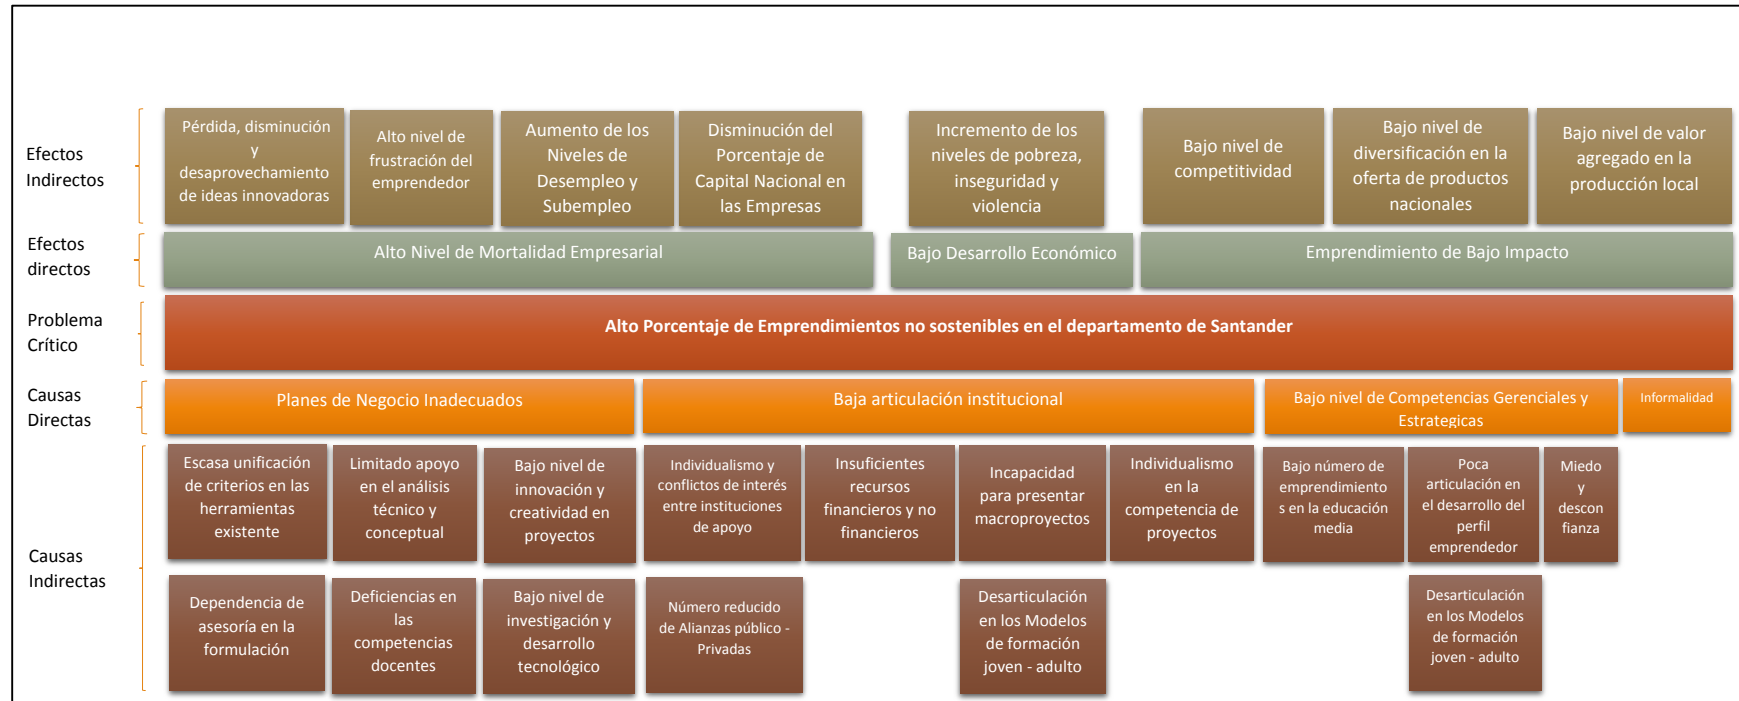 Efectos
Indirectos
Pérdida, disminución
y
desaprovechamiento
de ideas innovadoras
Alto nivel de
frustración del
emprendedor
Aumento de los
Niveles de
Desempleo y
Subempleo
Disminución del
Porcentaje de
Capital Nacional en
las Empresas
Incremento de los
niveles de pobreza,
inseguridad y
violencia
Bajo nivel de
competitividad
Bajo nivel de
diversificación en la
oferta de productos
nacionales
Bajo nivel de valor
agregado en la
producción local
Efectos
directos
Alto Nivel de Mortalidad Empresarial
Bajo Desarrollo Económico
Emprendimiento de Bajo Impacto
Problema
Crítico
Alto Porcentaje de Emprendimientos no sostenibles en el departamento de Santander
Causas
Directas
Planes de Negocio Inadecuados
Baja articulación institucional
Bajo nivel de Competencias Gerenciales y
Estrategicas
Informalidad
Causas
Indirectas
Escasa unificación
de criterios en las
herramientas
existente
Limitado apoyo
en el análisis
técnico y
conceptual
Bajo nivel de
innovación y
creatividad en
proyectos
Individualismo y
conflictos de interés
entre instituciones
de apoyo
Insuficientes
recursos
financieros y no
financieros
Incapacidad
para presentar
macroproyectos
Individualismo
en la
competencia de
proyectos
Bajo número de
emprendimiento
s en la educación
media
Poca
articulación en
el desarrollo del
perfil
emprendedor
Miedo
y
descon
fianza
Dependencia de
asesoría en la
formulación
Deficiencias en
las
competencias
docentes
Bajo nivel de
investigación y
desarrollo
tecnológico
Número reducido
de Alianzas público -
Privadas
Desarticulación
en los Modelos
de formación
joven - adulto
Desarticulación
en los Modelos
de formación
joven - adulto